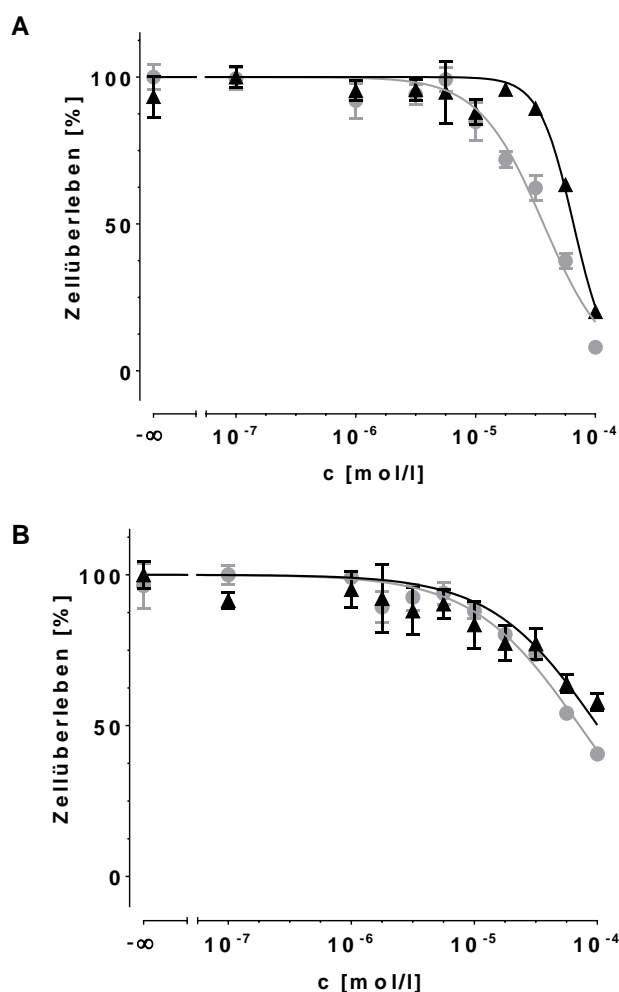 A
Zellüberleben [%]
100
50
0
-∞ 10⁻⁷ 10⁻⁶ 10⁻⁵ 10⁻⁴
c [mol/l]
B
Zellüberleben [%]
100
50
0
-∞ 10⁻⁷ 10⁻⁶ 10⁻⁵ 10⁻⁴
c [mol/l]